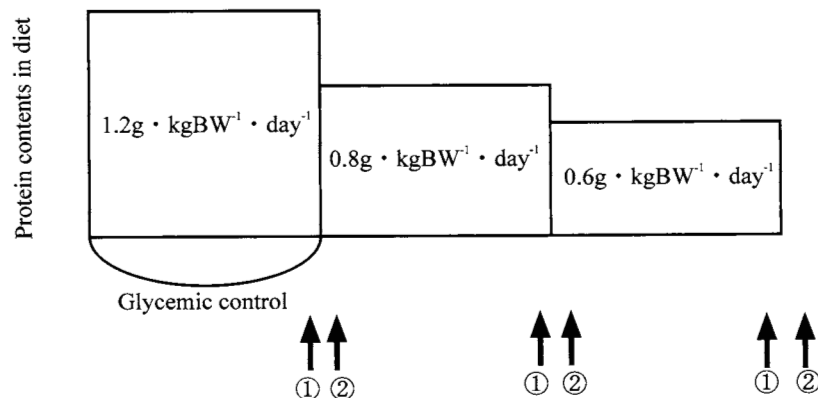 Protein contents in diet
1.2g・kgBW⁻¹・day⁻¹
0.8g・kgBW⁻¹・day⁻¹
0.6g・kgBW⁻¹・day⁻¹
Glycemic control
① ② ① ② ① ②